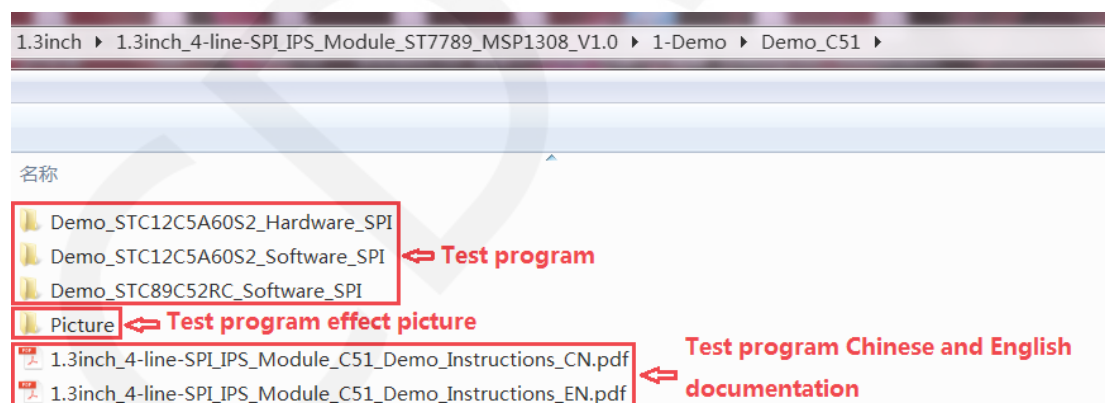 1.3inch ▸ 1.3inch_4-line-SPI_IPS_Module_ST7789_MSP1308_V1.0 ▸ 1-Demo ▸ Demo_C51 ▸
名称
Demo_STC12C5A60S2_Hardware_SPI
Demo_STC12C5A60S2_Software_SPI
Test program
Demo_STC89C52RC_Software_SPI
Picture
Test program effect picture
1.3inch_4-line-SPI_IPS_Module_C51_Demo_Instructions_CN.pdf
1.3inch_4-line-SPI_IPS_Module_C51_Demo_Instructions_EN.pdf
Test program Chinese and English
documentation